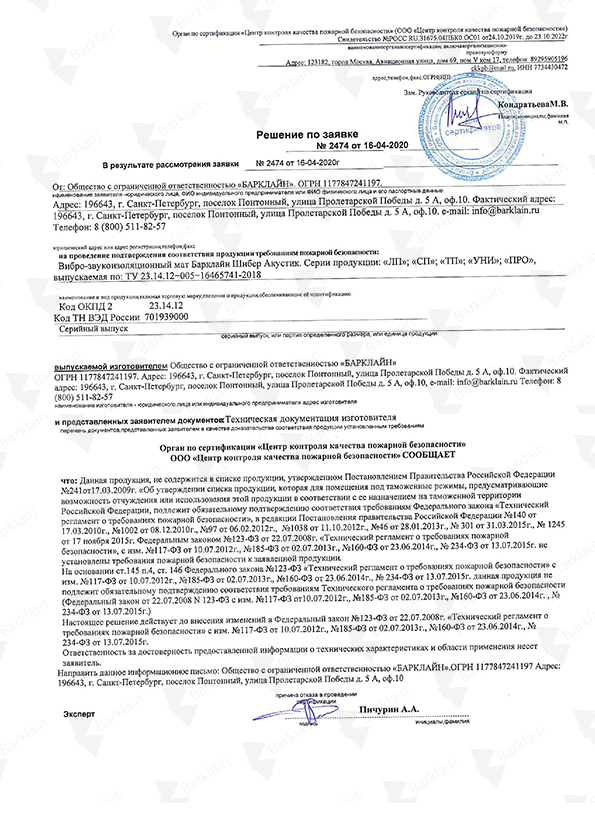 Орган по сертификации «Центр контроля качества пожарной безопасности» (ООО «Центр контроля качества пожарной безопасности»)
Свидетельство №РОСС RU.31675.04ПБК0.ОС01 от24.10.2019г. до 23.10.2022г
наименованиеорганасертификации, включаяорганизационно-
правовуюформу
Адрес: 123182, город Москва, Авиационная улица, дом 69, пом V ком 17, телефон: 89295905196
ckkpb@mail.ru, ИНН 7734430472
адрес,телефон,факс,ОГРН
Зам. Руководителя органа по сертификации
КондратьеваМ.В.
Подпись,инициалы,фамилия
м.п.
сертификатов
Решение по заявке
№ 2474 от 16-04-2020
В результате рассмотрения заявки № 2474 от 16-04-2020г
От: Общество с ограниченной ответственностью «БАРКЛАЙН». ОГРН 1177847241197.
наименование заявителя -юридического лица, ФИО индивидуального предпринимателя или ФИО физического лица и его паспортные данные
Адрес: 196643, г. Санкт-Петербург, поселок Понтонный, улица Пролетарской Победы д. 5 А, оф.10. Фактический адрес:
196643, г. Санкт-Петербург, поселок Понтонный, улица Пролетарской Победы д. 5 А, оф.10. e-mail: info@barklain.ru
Телефон: 8 (800) 511-82-57
юридический адрес или адрес регистрации,телефон,факс
на проведение подтверждения соответствия продукции требованиям пожарной безопасности:
Вибро-звукоизоляционный мат Барклайн Шибер Акустик. Серии продукции: «ЛП»; «СП»; «ТП»; «УНИ»; «ПРО»,
выпускаемая по: ТУ 23.14.12−005−16465741-2018
наименование и вид продукции,включая торговую марку,сведения о продукции,обеспечивающие её идентификацию
Код ОКПД 2 23.14.12
Код ТН ВЭД России 701939000
Серийный выпуск
серийный выпуск, или партия определенного размера, или единица продукции
выпускаемой изготовителем Общество с ограниченной ответственностью «БАРКЛАЙН»
ОГРН 1177847241197. Адрес: 196643, г. Санкт-Петербург, поселок Понтонный, улица Пролетарской Победы д. 5 А, оф.10. Фактический
адрес: 196643, г. Санкт-Петербург, поселок Понтонный, улица Пролетарской Победы д. 5 А, оф.10, e-mail: info@barklain.ru Телефон: 8
(800) 511-82-57
наименование изготовителя - юридического лица или индивидуального предпринимателя адрес изготовителя
и представленных заявителем документов:Техническая документация изготовителя
перечень документов,представленных заявителем в качестве доказательства соответствия продукции установленным требованиям
Орган по сертификации «Центр контроля качества пожарной безопасности»
ООО «Центр контроля качества пожарной безопасности» СООБЩАЕТ
что: Данная продукция, не содержится в списке продукции, утвержденном Постановлением Правительства Российской Федерации
№241от17.03.2009г. «Об утверждении списка продукции, которая для помещения под таможенные режимы, предусматривающие
возможность отчуждения или использования этой продукции в соответствии с ее назначением на таможенной территории
Российской Федерации, подлежит обязательному подтверждению соответствия требованиям Федерального закона «Технический
регламент о требованиях пожарной безопасности», в редакции Постановления правительства Российской Федерации №140 от
17.03.2010г., №1002 от 08.12.2010г., №97 от 06.02.2012г., №1038 от 11.10.2012г., №46 от 28.01.2013г., № 301 от 31.03.2015г., № 1245
от 17 ноября 2015г. Федеральным законом №123-ФЗ от 22.07.2008г. «Технический регламент о требованиях пожарной
безопасности», с изм. №117-ФЗ от 10.07.2012г., №185-ФЗ от 02.07.2013г., №160-ФЗ от 23.06.2014г., № 234-ФЗ от 13.07.2015г. не
установлены требования пожарной безопасности к заявленной продукции.
На основании ст.145 п.4, ст. 146 Федерального закона №123-ФЗ «Технический регламент о требованиях пожарной безопасности» с
изм. №117-ФЗ от 10.07.2012г., №185-ФЗ от 02.07.2013г., №160-ФЗ от 23.06.2014г., № 234-ФЗ от 13.07.2015г. данная продукция не
подлежит обязательному подтверждению соответствия требованиям Технического регламента о требованиях пожарной безопасности
(Федеральный закон от 22.07.2008 N 123-ФЗ с изм. №117-ФЗ от10.07.2012г., №185-ФЗ от 02.07.2013г., №160-ФЗ от 23.06.2014г. , №
234-ФЗ от 13.07.2015г.)
Настоящее решение действует до внесения изменений в Федеральный закон №123-ФЗ от 22.07.2008г. «Технический регламент о
требованиях пожарной безопасности» с изм. №117-ФЗ от 10.07.2012г., №185-ФЗ от 02.07.2013г., №160-ФЗ от 23.06.2014г., №
234-ФЗ от 13.07.2015г.
Ответственность за достоверность предоставленной информации о технических характеристиках и области применения несет
заявитель.
Направить данное информационное письмо: Общество с ограниченной ответственностью «БАРКЛАЙН».ОГРН 1177847241197 Адрес:
196643, г. Санкт-Петербург, поселок Понтонный, улица Пролетарской Победы д. 5 А, оф.10
причина отказа в проведении
сертификации
Эксперт Пичурин А.А.
подпись инициалы, фамилия
Barklain